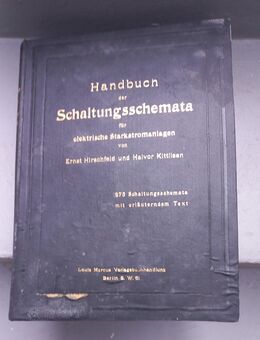 Handbuch
der
Schaltungsschemata
für
elektrische Starkstromanlagen
von
Ernst Hirschfeld und Halvor Kittilsen
375 Schaltungsschemata
mit erläuterndem Text
Louis Marcus Verlagsbuchhandlung
Berlin S. W. 61